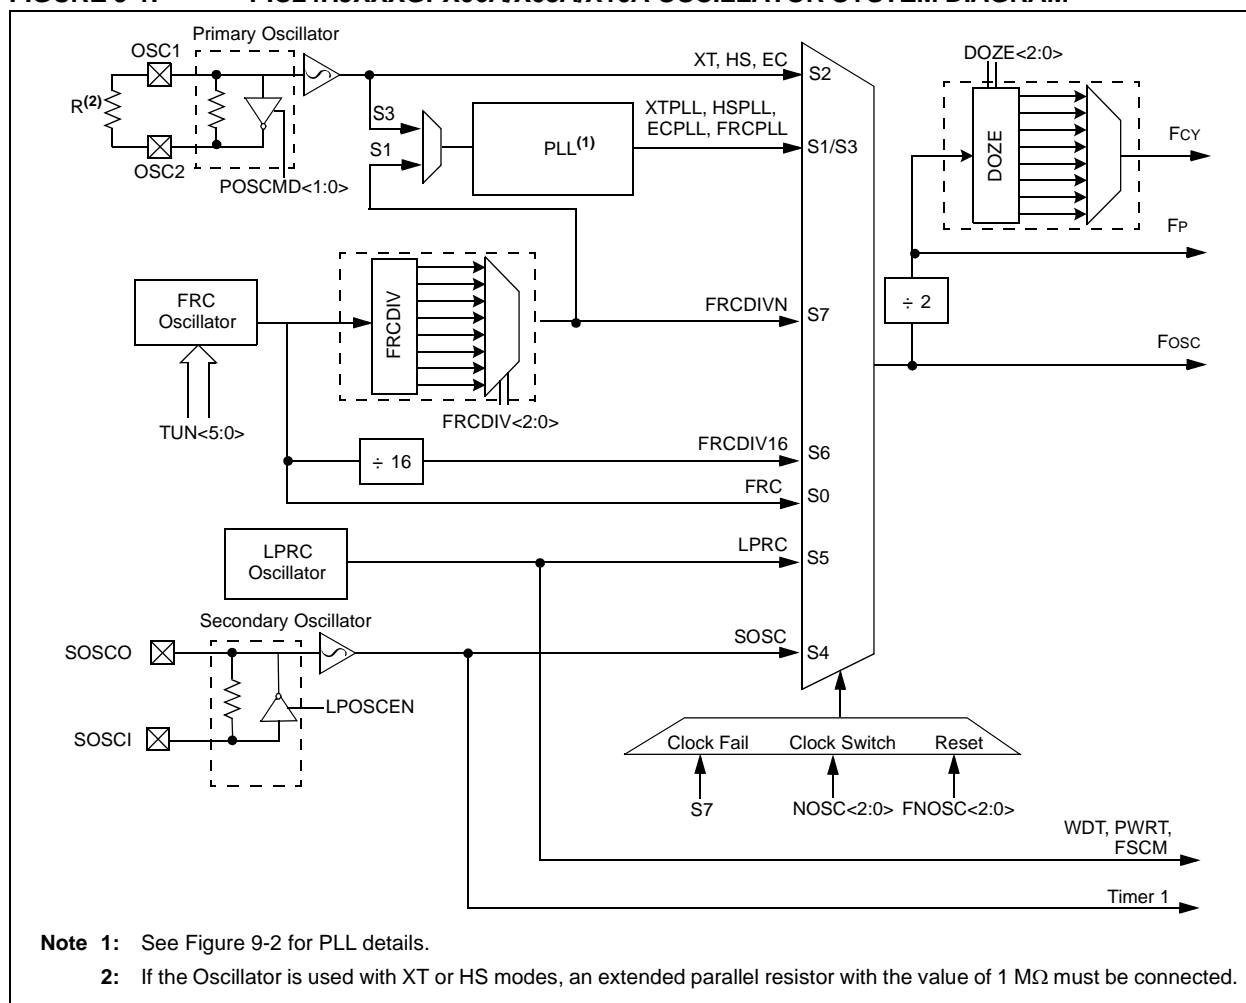 Primary Oscillator
OSC1
R(2)
OSC2
POSCMD<1:0>
S3
S1
PLL(1)
XT, HS, EC
XTPLL, HSPLL,
ECPLL, FRCPLL
S2
S1/S3
DOZE<2:0>
DOZE
FCY
FP
÷ 2
FOSC
FRC
Oscillator
TUN<5:0>
FRCDIV
FRCDIV<2:0>
FRCDIVN
S7
÷ 16
FRCDIV16
S6
FRC
S0
LPRC
Oscillator
LPRC
S5
Secondary Oscillator
SOSCO
SOSCI
LPOSCEN
SOSC
S4
Clock Fail
Clock Switch
Reset
S7
NOSC<2:0>
FNOSC<2:0>
WDT, PWRT,
FSCM
Timer 1
Note 1: See Figure 9-2 for PLL details.
2: If the Oscillator is used with XT or HS modes, an extended parallel resistor with the value of 1 MΩ must be connected.